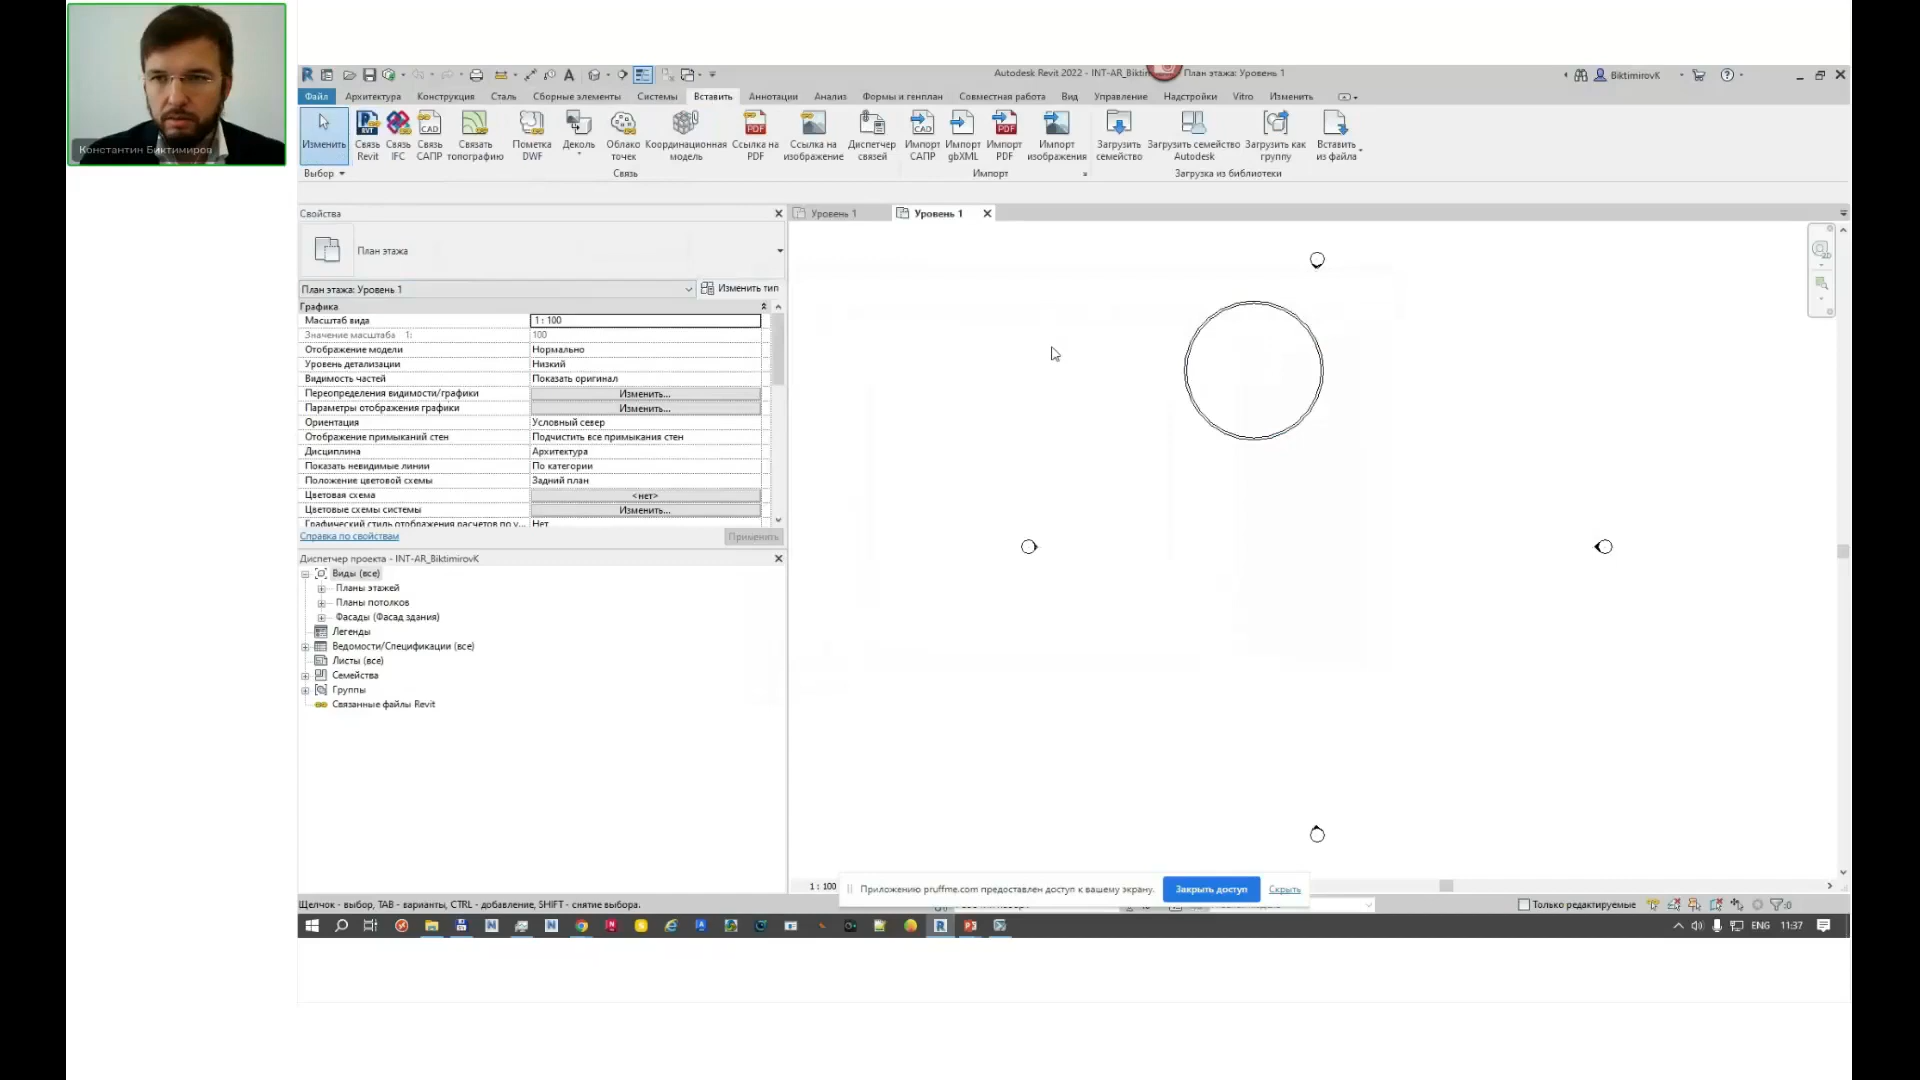 Константин Биктимиров
Autodesk Revit 2022 - INT-AR_Biktim
План этажа: Уровень 1
BiktimirovK
Файл Архитектура Конструкция Сталь Сборные элементы Системы Вставить Аннотации Анализ Формы и генплан Совместная работа Вид Управление Надстройки Vitro Изменить
Изменить
Связь Revit
Связь IFC
Связь САПР
Связать топографию
Пометка DWF
Деколь
Облако точек
Координационная модель
Ссылка на PDF
Ссылка на изображение
Диспетчер связей
Импорт САПР
Импорт gbXML
Импорт PDF
Импорт изображения
Загрузить семейство
Загрузить семейство Autodesk
Загрузить как группу
Вставить из файла
Выбор
Связь
Импорт
Загрузка из библиотеки
Свойства
План этажа
План этажа: Уровень 1
Изменить тип
Графика
Масштаб вида 1 : 100
Значение масштаба 1: 100
Отображение модели Нормально
Уровень детализации Низкий
Видимость частей Показать оригинал
Переопределения видимости/графики Изменить...
Параметры отображения графики Изменить...
Ориентация Условный север
Отображение примыканий стен Подчистить все примыкания стен
Дисциплина Архитектура
Показать невидимые линии По категории
Положение цветовой схемы Задний план
Цветовая схема <нет>
Цветовые схемы системы Изменить...
Графический стиль отображения расчетов по у... Нет
Справка по свойствам
Применить
Диспетчер проекта - INT-AR_BiktimirovK
Виды (все)
Планы этажей
Планы потолков
Фасады (Фасад здания)
Легенды
Ведомости/Спецификации (все)
Листы (все)
Семейства
Группы
Связанные файлы Revit
Уровень 1
Уровень 1
2D
1 : 100
Приложению pruffme.com предоставлен доступ к вашему экрану.
Закрыть доступ
Скрыть
Щелчок - выбор, TAB - варианты, CTRL - добавление, SHIFT - снятие выбора.
Только редактируемые
:0
ENG 11:37